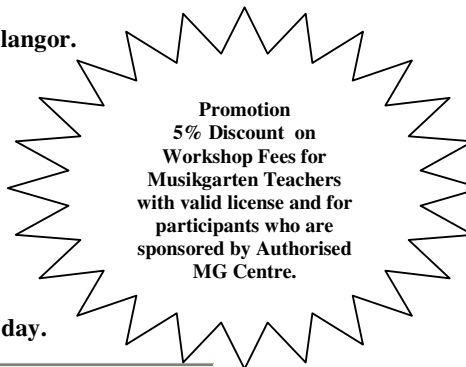 langor.
Promotion
5% Discount on
Workshop Fees for
Musikgarten Teachers
with valid license and for
participants who are
sponsored by Authorised
MG Centre.
day.